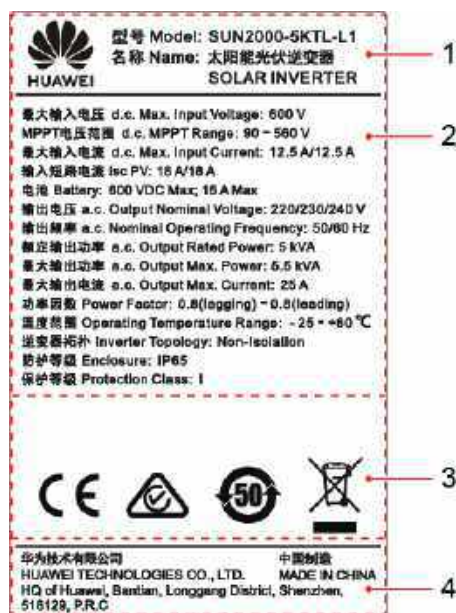 型号 Model: SUN2000-5KTL-L1
名称 Name: 太阳能光伏逆变器
SOLAR INVERTER
HUAWEI
1
最大输入电压 d.c. Max. Input Voltage: 600 V
MPPT电压范围 d.c. MPPT Range: 90 ~ 560 V
2
最大输入电流 d.c. Max. Input Current: 12.5 A/12.5 A
输入短路电流 Isc PV: 18 A/18 A
电池 Battery: 600 VDC Max; 15 A Max
输出电压 a.c. Output Nominal Voltage: 220/230/240 V
输出频率 a.c. Nominal Operating Frequency: 50/60 Hz
额定输出功率 a.c. Output Rated Power: 5 kVA
最大输出功率 a.c. Output Max. Power: 5.5 kVA
最大输出电流 a.c. Output Max. Current: 25 A
功率因数 Power Factor: 0.8(lagging) ~ 0.8(leading)
温度范围 Operating Temperature Range: - 25 ~ +60 ℃
逆变器拓扑 Inverter Topology: Non-Isolation
防护等级 Enclosure: IP65
保护等级 Protection Class: I
CE
50
3
华为技术有限公司 中国制造
HUAWEI TECHNOLOGIES CO., LTD. MADE IN CHINA
HQ of Huawei, Bantian, Longgang District, Shenzhen,
518129, P.R.C
4